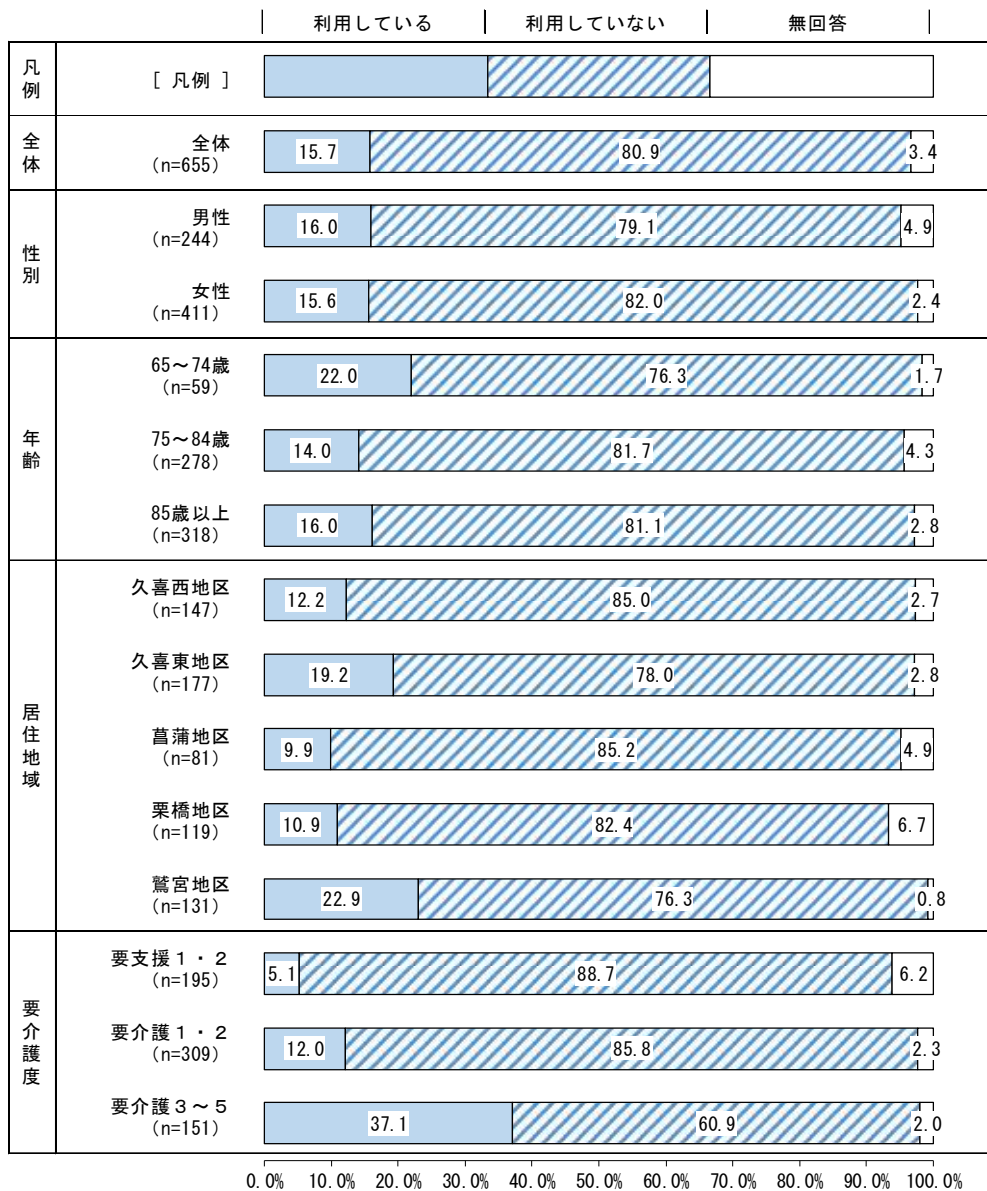 利用している 利用していない 無回答
凡例 [ 凡例 ]
全体 全体
(n=655) 15.7 80.9 3.4
性別
男性
(n=244) 16.0 79.1 4.9
女性
(n=411) 15.6 82.0 2.4
年齢
65～74歳
(n=59) 22.0 76.3 1.7
75～84歳
(n=278) 14.0 81.7 4.3
85歳以上
(n=318) 16.0 81.1 2.8
居住地域
久喜西地区
(n=147) 12.2 85.0 2.7
久喜東地区
(n=177) 19.2 78.0 2.8
菖蒲地区
(n=81) 9.9 85.2 4.9
栗橋地区
(n=119) 10.9 82.4 6.7
鷲宮地区
(n=131) 22.9 76.3 0.8
要介護度
要支援１・２
(n=195) 5.1 88.7 6.2
要介護１・２
(n=309) 12.0 85.8 2.3
要介護３～５
(n=151) 37.1 60.9 2.0
0.0% 10.0% 20.0% 30.0% 40.0% 50.0% 60.0% 70.0% 80.0% 90.0% 100.0%